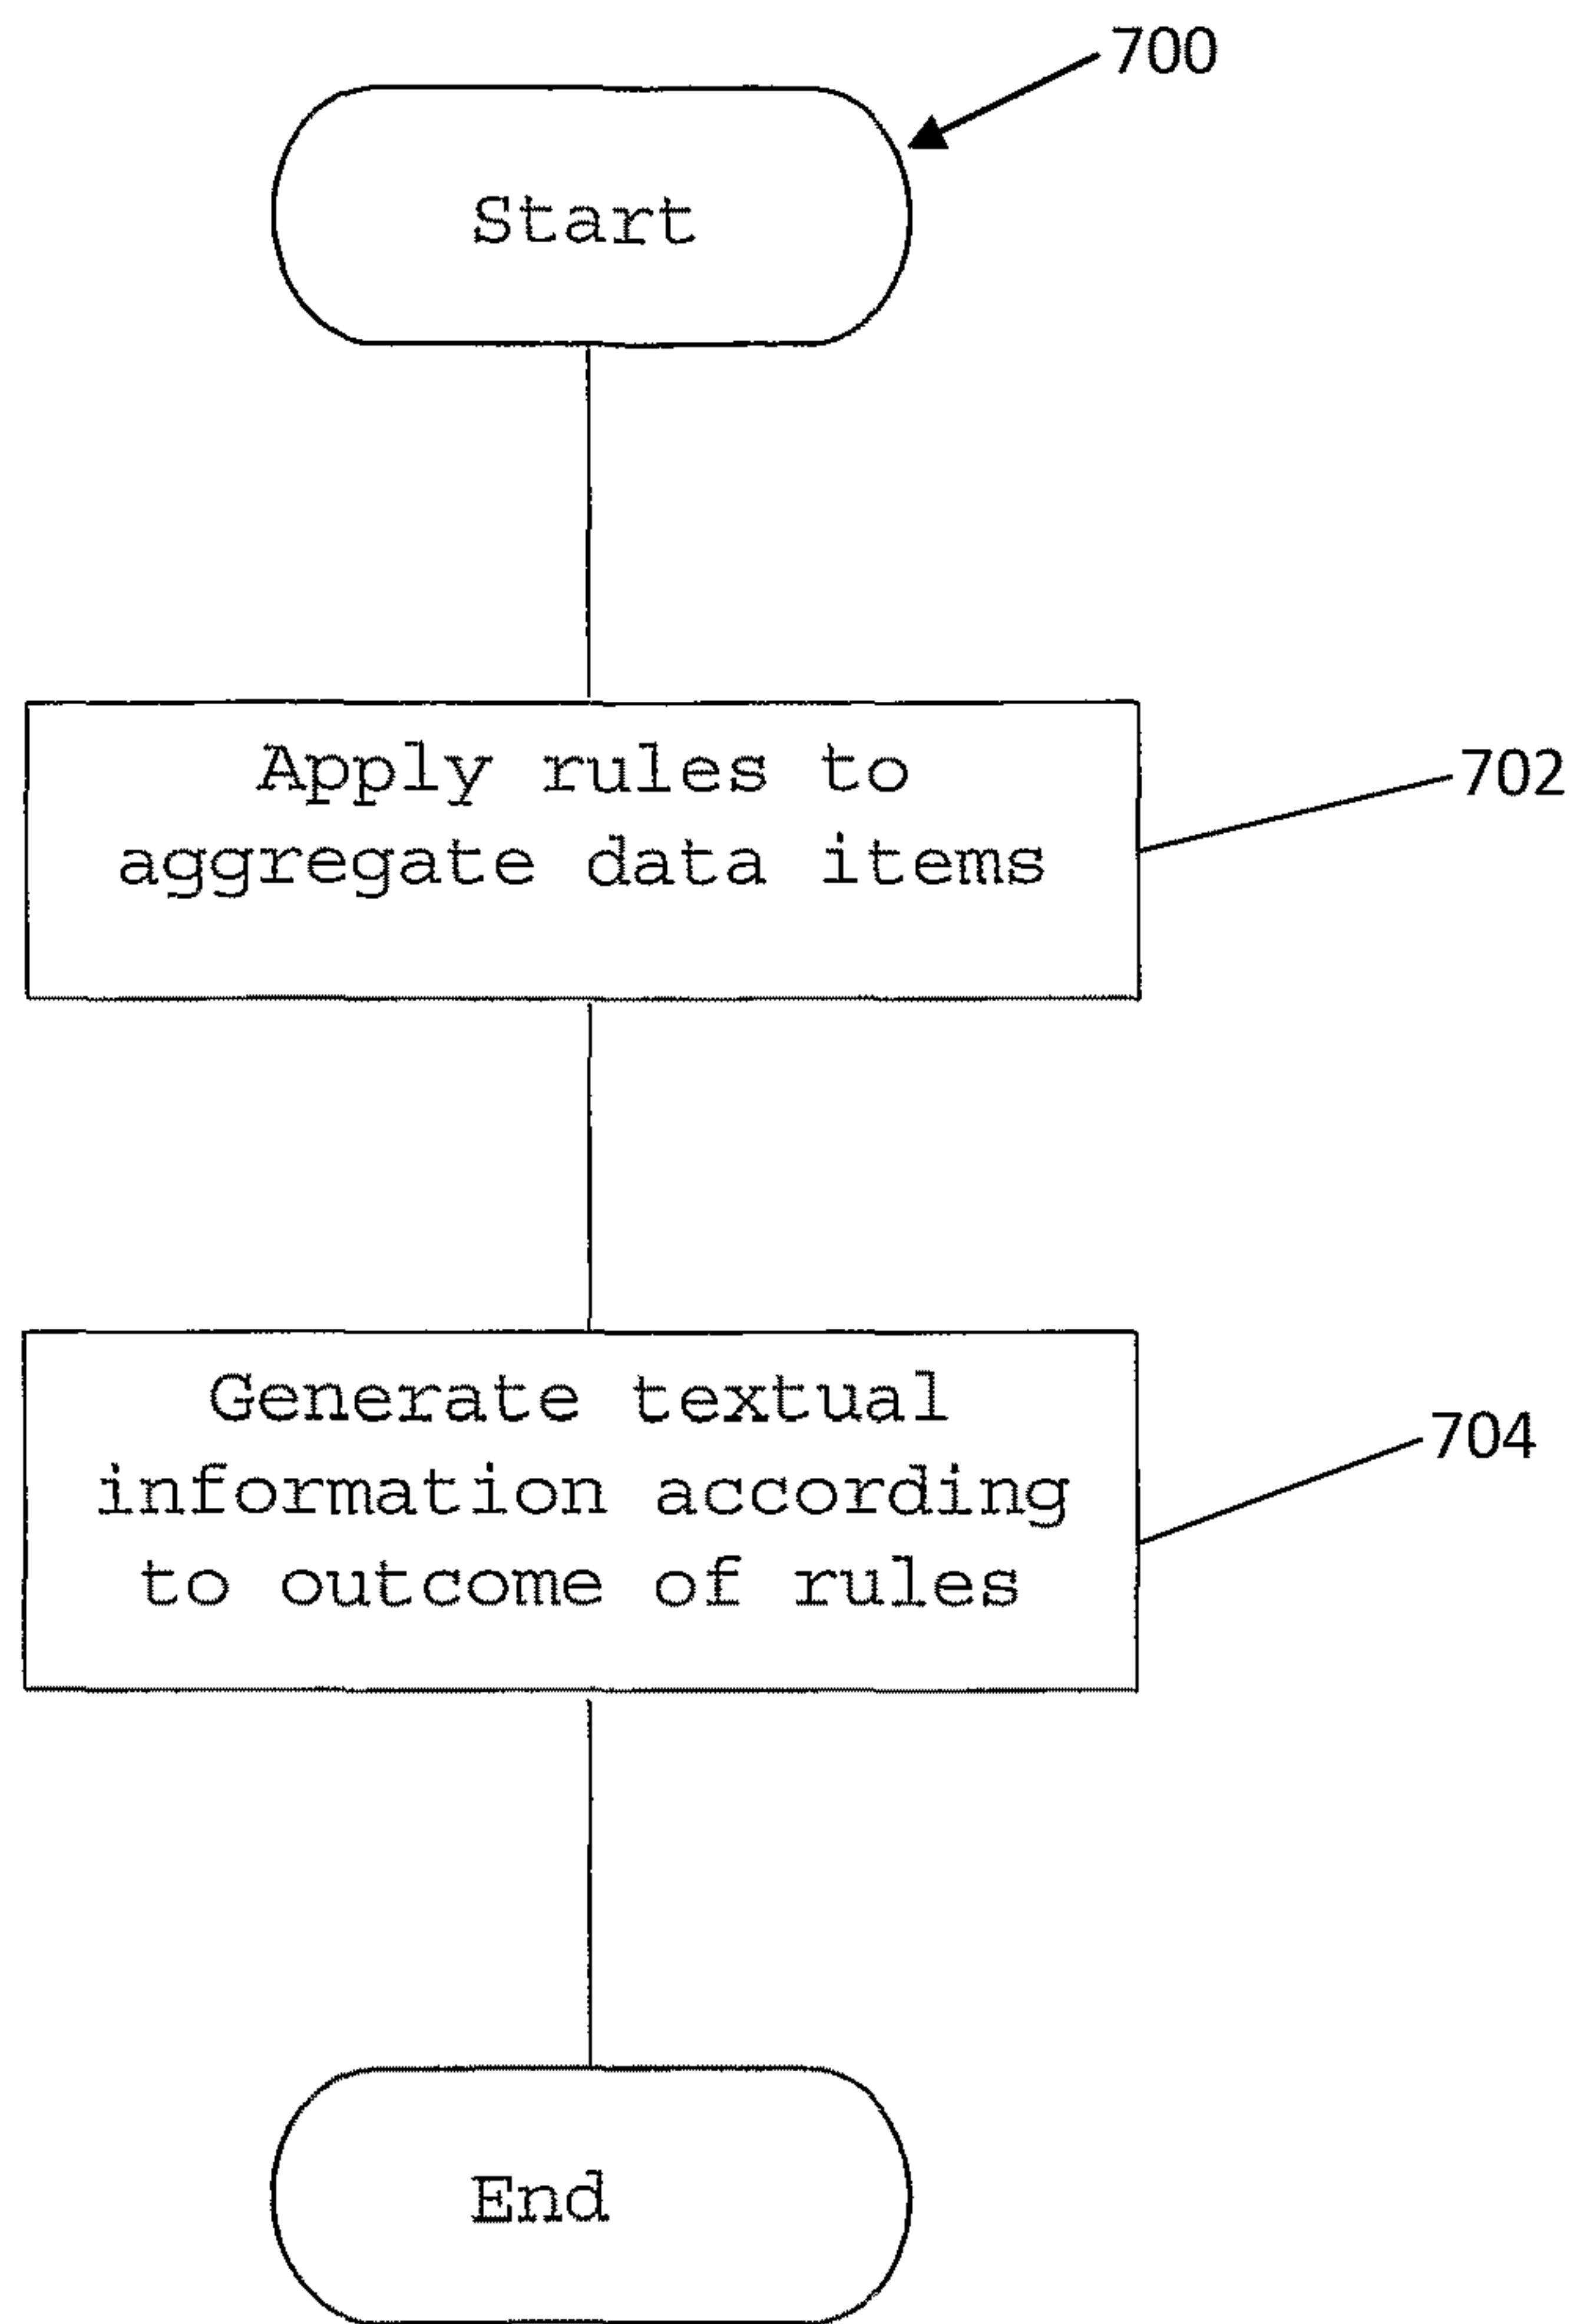 700
Start
Apply rules to
aggregate data items
702
Generate textual
information according
to outcome of rules
704
End